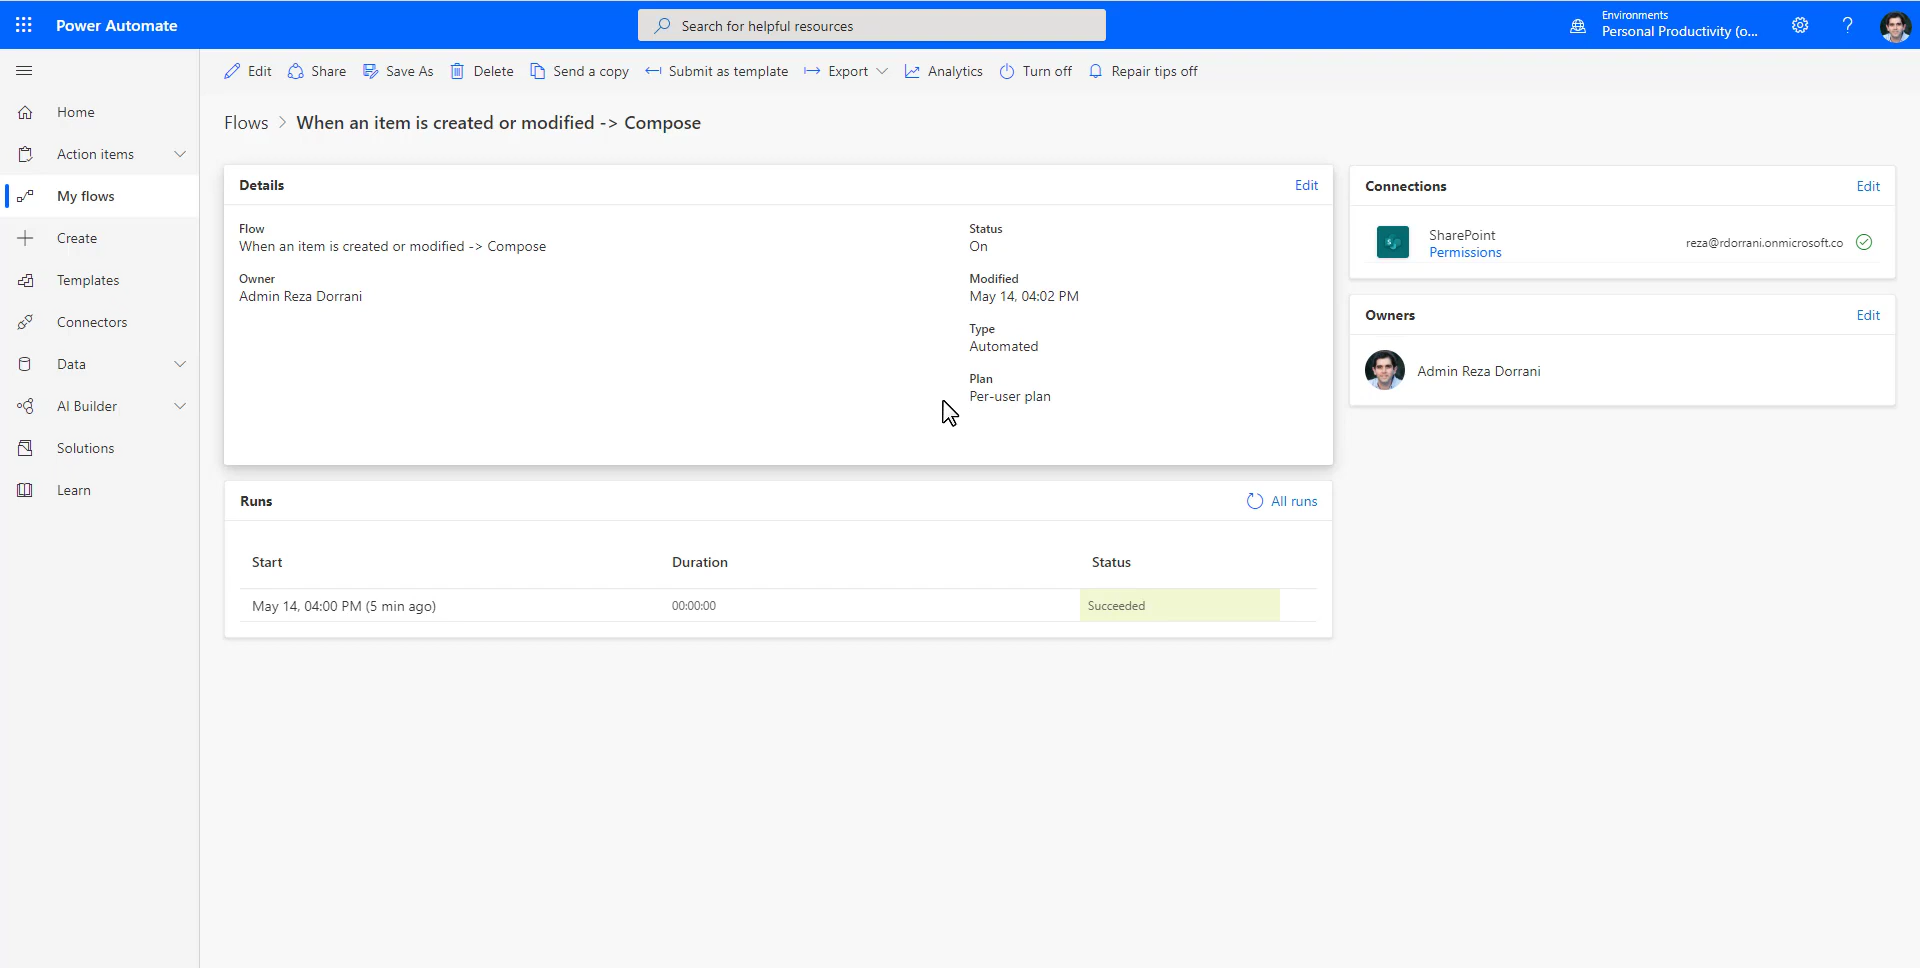 Power Automate
Search for helpful resources
Environments
Personal Productivity (o...
?
Edit
Share
Save As
Delete
Send a copy
Submit as template
Export
Analytics
Turn off
Repair tips off
Home
Action items
My flows
Create
Templates
Connectors
Data
AI Builder
Solutions
Learn
Flows > When an item is created or modified -> Compose
Details
Edit
Flow
When an item is created or modified -> Compose
Owner
Admin Reza Dorrani
Status
On
Modified
May 14, 04:02 PM
Type
Automated
Plan
Per-user plan
Connections
Edit
SharePoint
Permissions
reza@rdorrani.onmicrosoft.co
Owners
Edit
Admin Reza Dorrani
Runs
All runs
Start
Duration
Status
May 14, 04:00 PM (5 min ago)
00:00:00
Succeeded